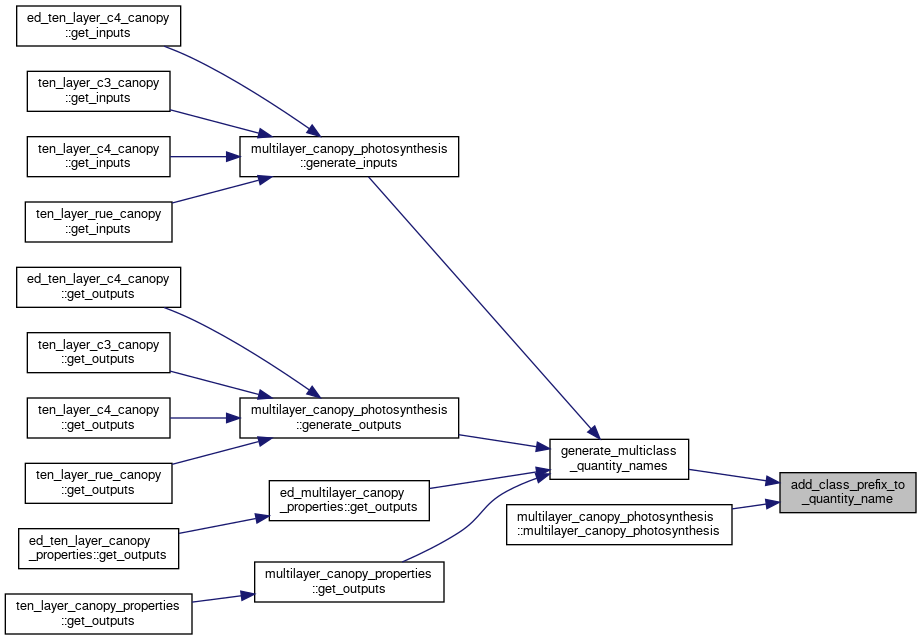 ed_ten_layer_c4_canopy
::get_inputs
ten_layer_c3_canopy
::get_inputs
ten_layer_c4_canopy
::get_inputs
ten_layer_rue_canopy
::get_inputs
multilayer_canopy_photosynthesis
::generate_inputs
ed_ten_layer_c4_canopy
::get_outputs
ten_layer_c3_canopy
::get_outputs
ten_layer_c4_canopy
::get_outputs
ten_layer_rue_canopy
::get_outputs
multilayer_canopy_photosynthesis
::generate_outputs
ed_multilayer_canopy
_properties::get_outputs
ed_ten_layer_canopy
_properties::get_outputs
multilayer_canopy_properties
::get_outputs
ten_layer_canopy_properties
::get_outputs
generate_multiclass
_quantity_names
multilayer_canopy_photosynthesis
::multilayer_canopy_photosynthesis
add_class_prefix_to
_quantity_name